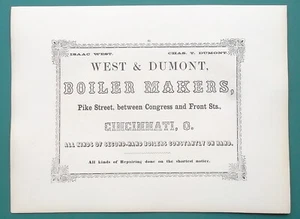 ISAAC WEST. CHAS. T. DUMONT.
WEST & DUMONT,
BOILER MAKERS,
Pike Street, between Congress and Front Sts.,
CINCINNATI, O.
ALL KINDS OF SECOND-HAND BOILERS CONSTANTLY ON HAND.
All kinds of Repairing done on the shortest notice.